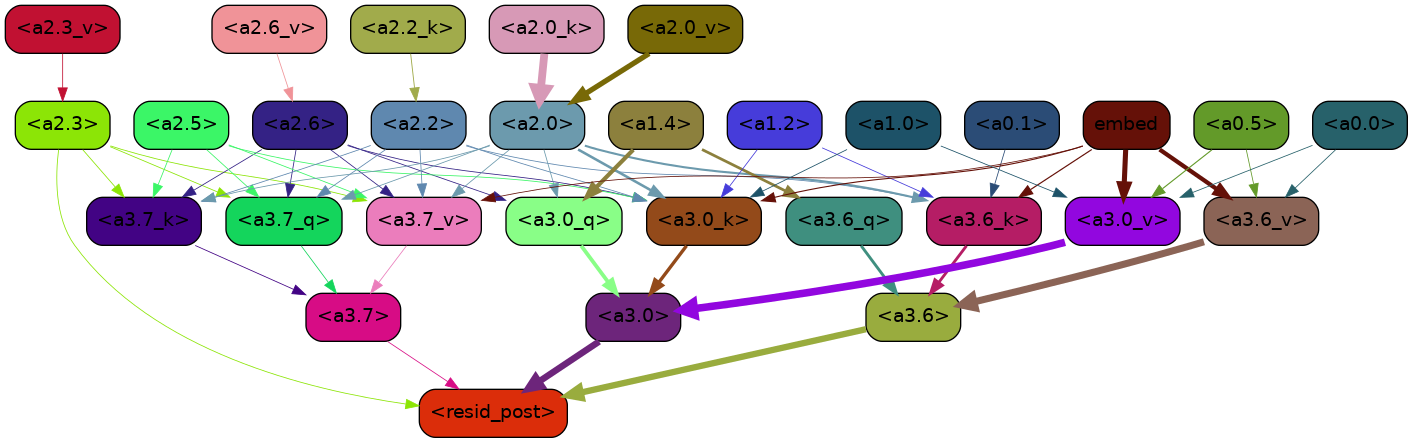 <a2.3_v> <a2.6_v> <a2.2_k> <a2.0_k> <a2.0_v>
<a2.3> <a2.5> <a2.6> <a2.2> <a2.0> <a1.4> <a1.2> <a1.0> <a0.1> embed <a0.5> <a0.0>
<a3.7_k> <a3.7_q> <a3.7_v> <a3.0_q> <a3.0_k> <a3.6_q> <a3.6_k> <a3.0_v> <a3.6_v>
<a3.7> <a3.0> <a3.6>
<resid_post>